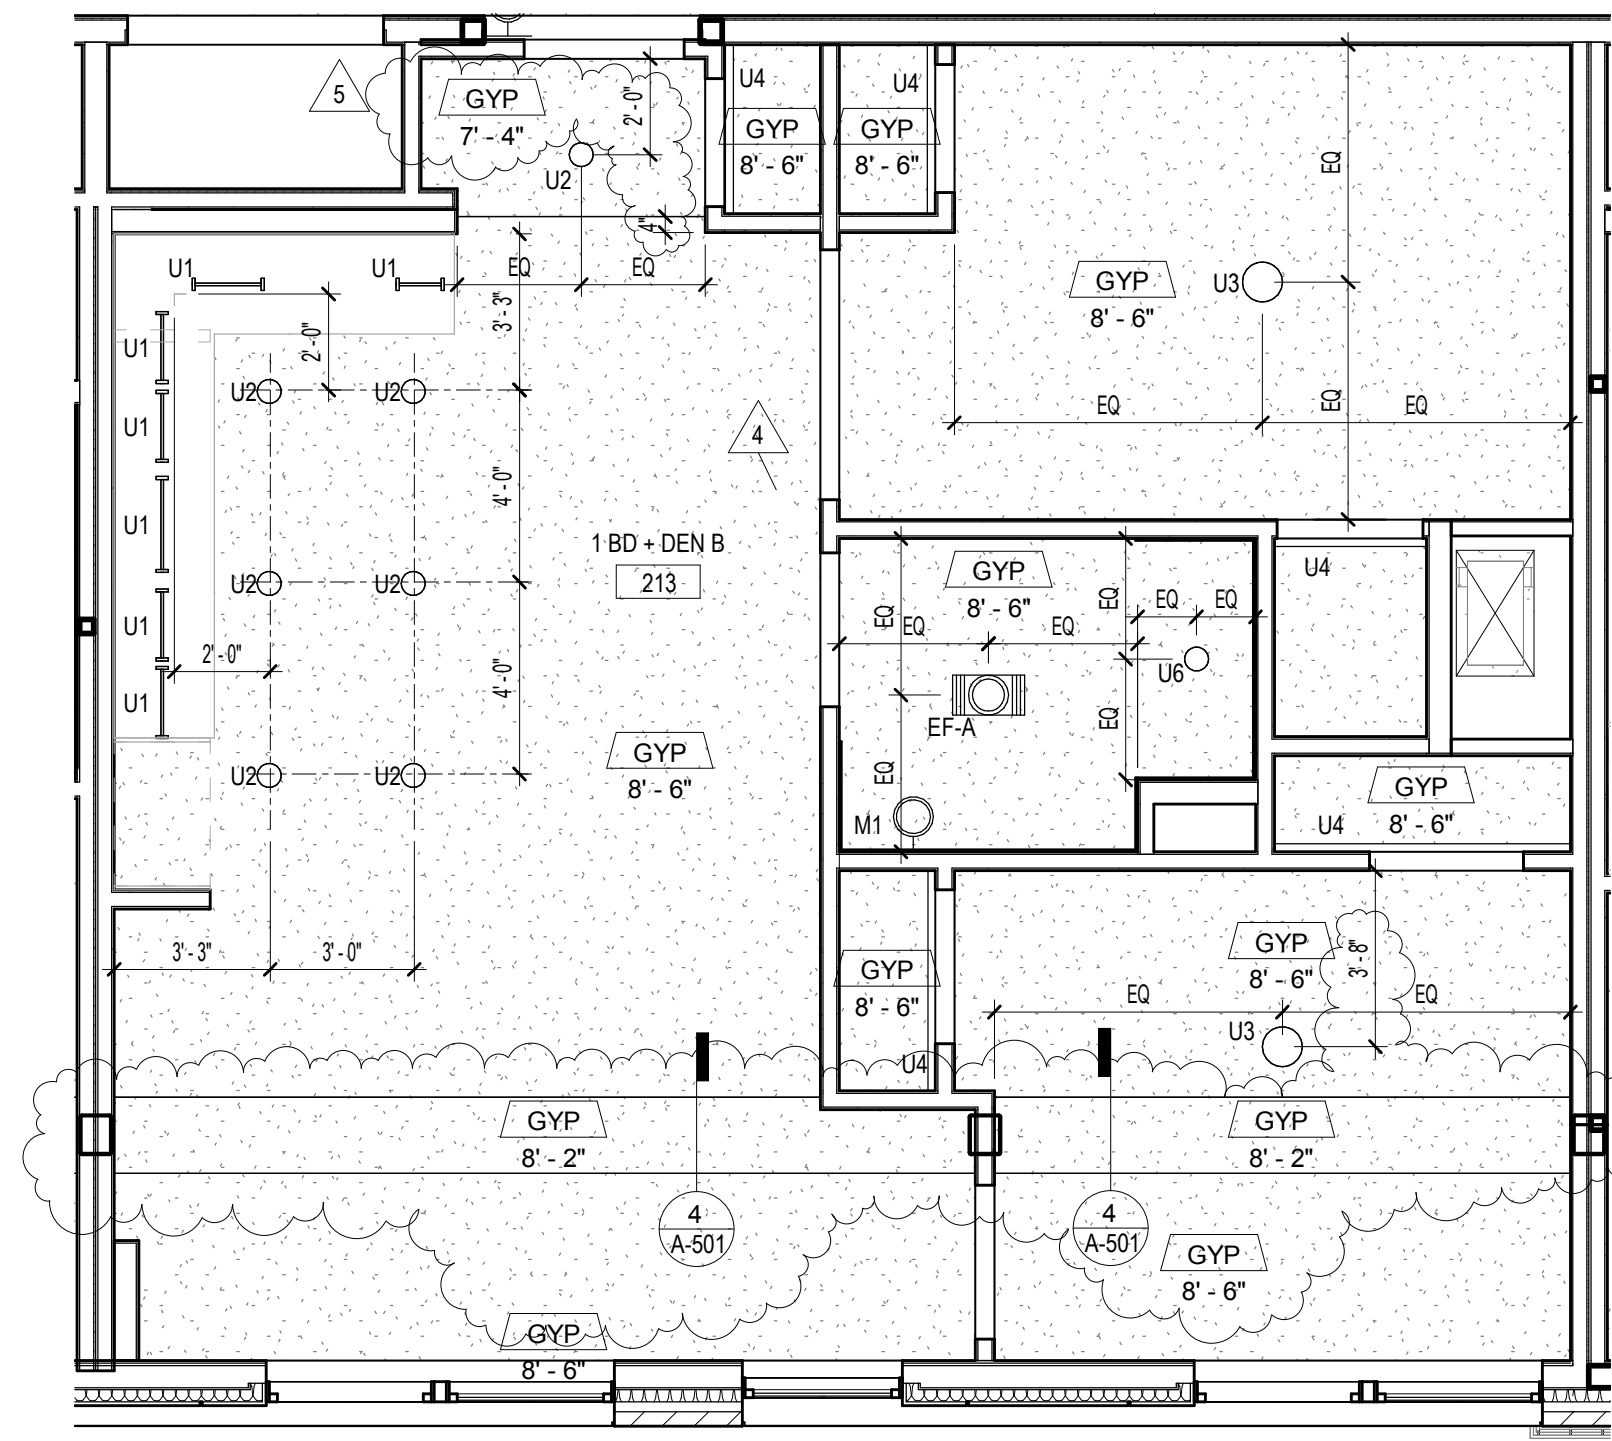 5
GYP
7' - 4"
2' - 0"
U4
GYP
8' - 6"
U4
GYP
8' - 6"
U2
4"
EQ
U1
U1
EQ
EQ
GYP
8' - 6"
U3
3' - 3"
2' - 0"
U1
U2
U2
EQ
EQ
EQ
4
U1
4' - 0"
U1
1 BD + DEN B
213
GYP
8' - 6"
U4
U2
U2
EQ
EQ
EQ
EQ
EQ
EQ
U1
2' - 0"
4' - 0"
U6
U1
EF-A
EQ
GYP
8' - 6"
U2
U2
EQ
GYP
8' - 6"
M1
U4
3' - 3"
3' - 0"
GYP
8' - 6"
GYP
8' - 6"
3' - 8"
EQ
EQ
U3
U4
GYP
8' - 2"
GYP
8' - 2"
4
A-501
4
A-501
GYP
8' - 6"
GYP
8' - 6"